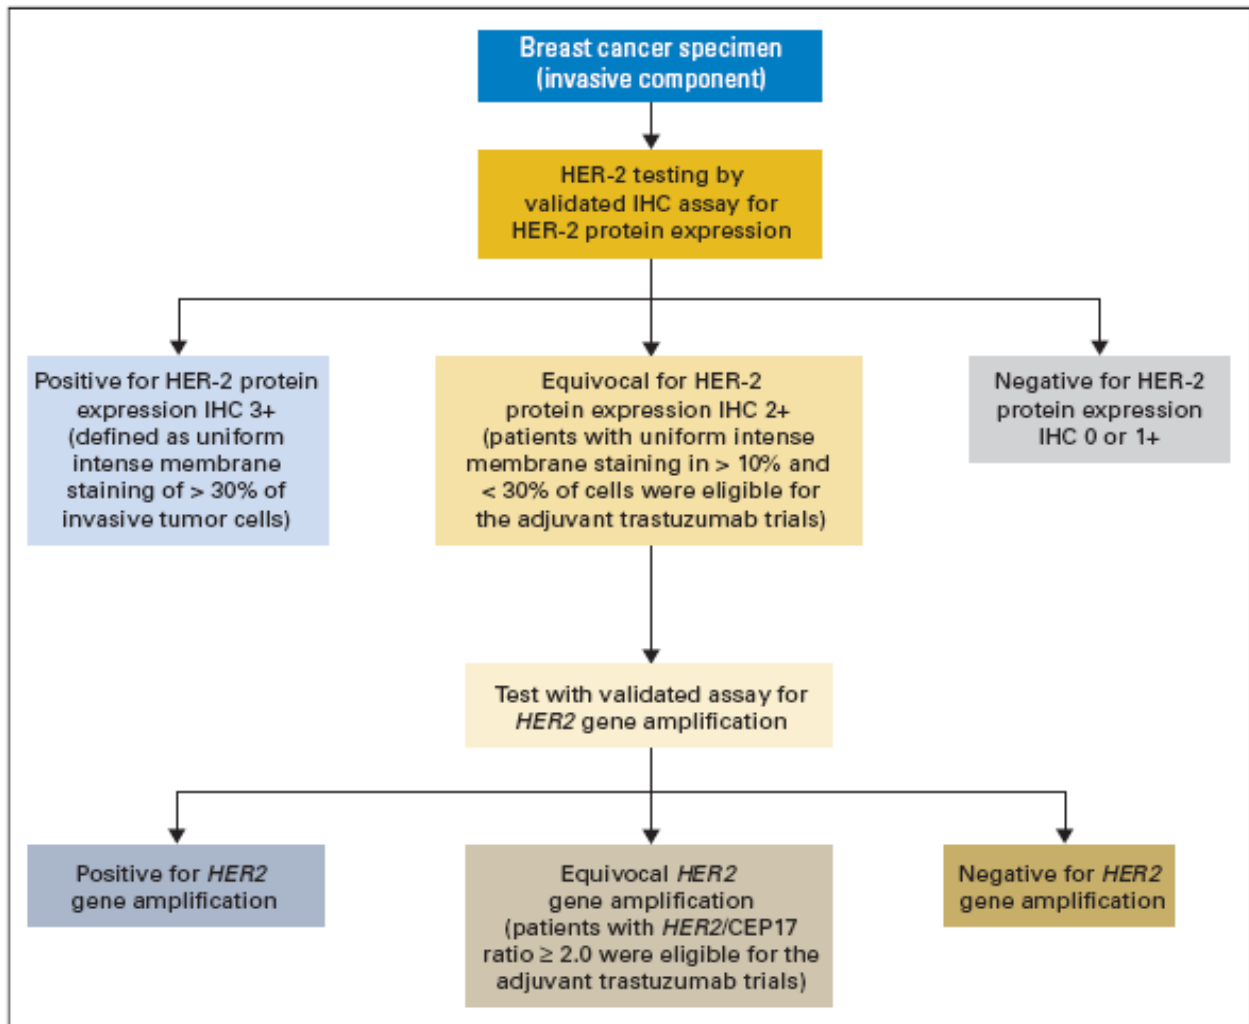 Breast cancer specimen
(invasive component)
HER-2 testing by
validated IHC assay for
HER-2 protein expression
Positive for HER-2 protein
expression IHC 3+
(defined as uniform
intense membrane
staining of > 30% of
invasive tumor cells)
Equivocal for HER-2
protein expression IHC 2+
(patients with uniform intense
membrane staining in > 10% and
< 30% of cells were eligible for
the adjuvant trastuzumab trials)
Negative for HER-2
protein expression
IHC 0 or 1+
Test with validated assay for
HER2 gene amplification
Positive for HER2
gene amplification
Equivocal HER2
gene amplification
(patients with HER2/CEP17
ratio ≥ 2.0 were eligible for the
adjuvant trastuzumab trials)
Negative for HER2
gene amplification